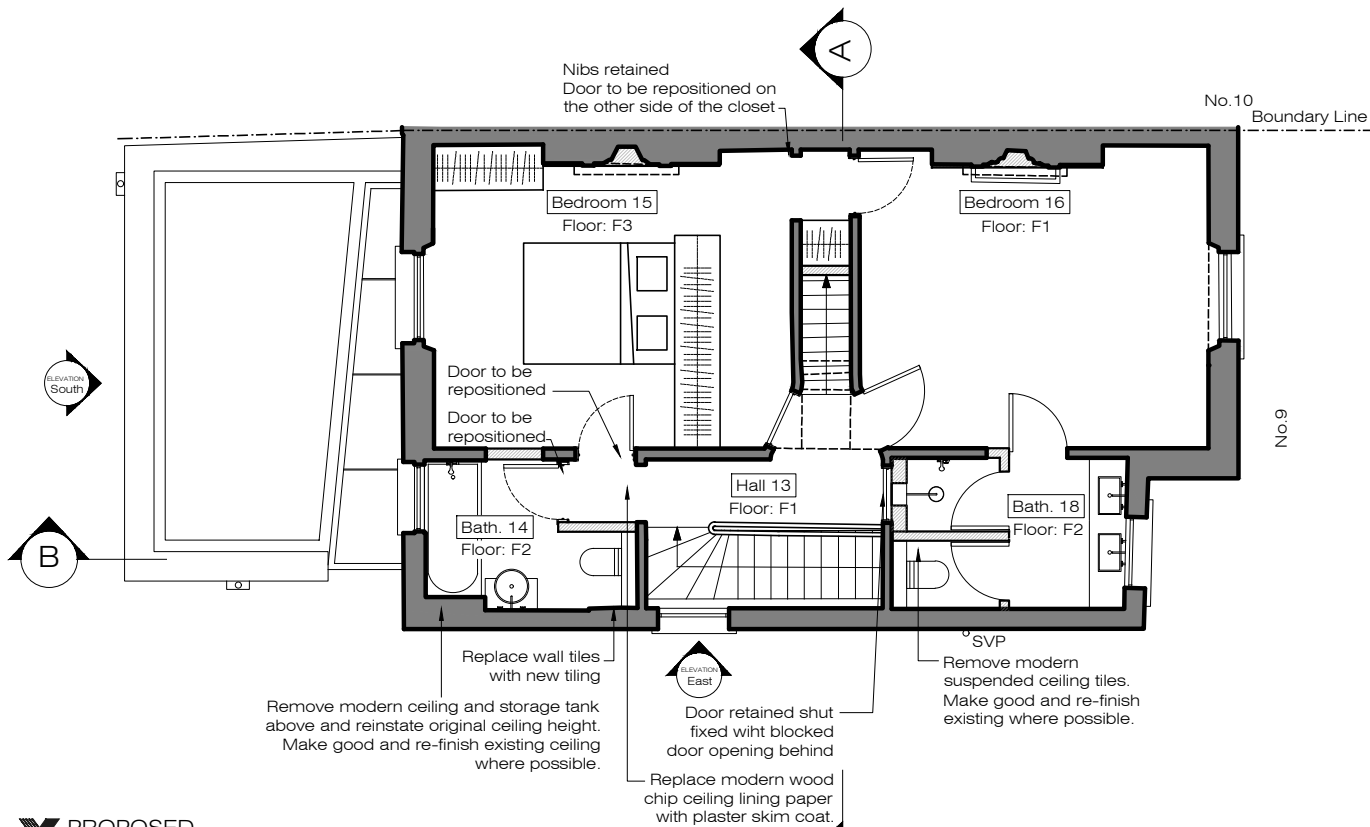 A
Nibs retained
Door to be repositioned on
the other side of the closet
No.10
Boundary Line
Bedroom 15
Floor: F3
Bedroom 16
Floor: F1
ELEVATION
South
Door to be
repositioned
Door to be
repositioned
No.9
Hall 13
Floor: F1
Bath. 14
Floor: F2
Bath. 18
Floor: F2
B
SVP
Replace wall tiles
with new tiling
ELEVATION
East
Remove modern
suspended ceiling tiles.
Make good and re-finish
existing where possible.
Remove modern ceiling and storage tank
above and reinstate original ceiling height.
Make good and re-finish existing ceiling
where possible.
Door retained shut
fixed wiht blocked
door opening behind
Replace modern wood
chip ceiling lining paper
with plaster skim coat.
PROPOSED